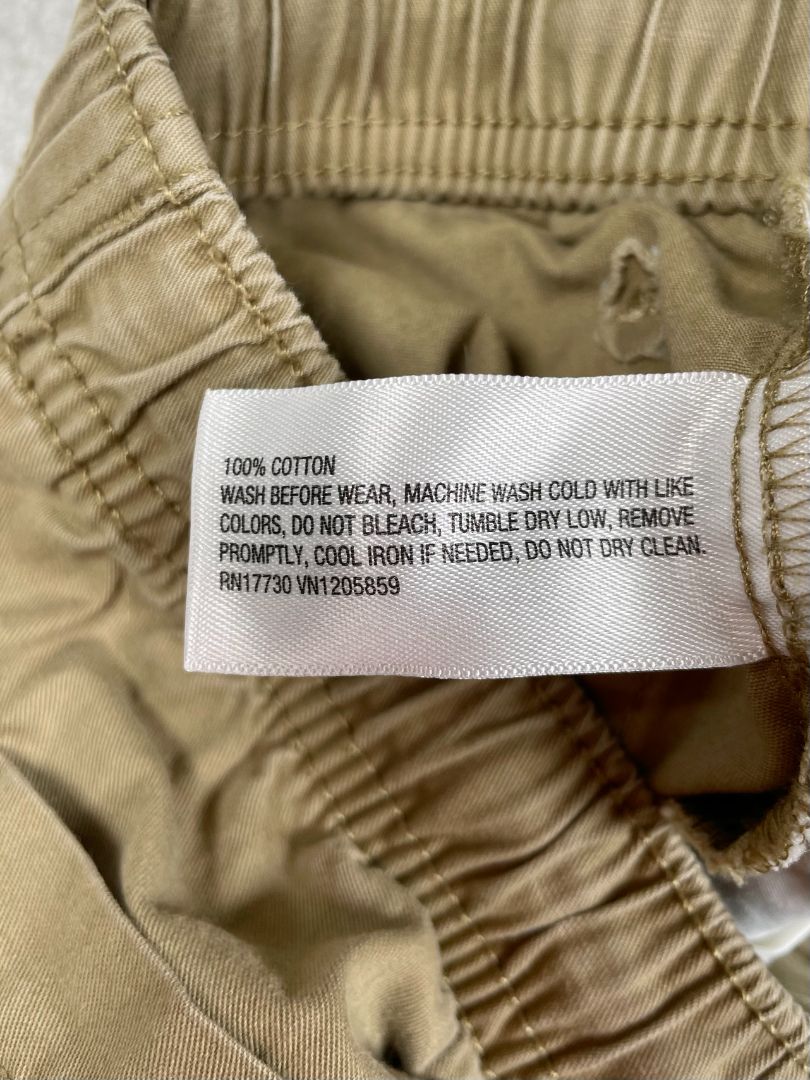 100% COTTON
WASH BEFORE WEAR, MACHINE WASH COLD WITH LIKE
COLORS, DO NOT BLEACH, TUMBLE DRY LOW, REMOVE
PROMPTLY, COOL IRON IF NEEDED, DO NOT DRY CLEAN.
RN17730 VN1205859